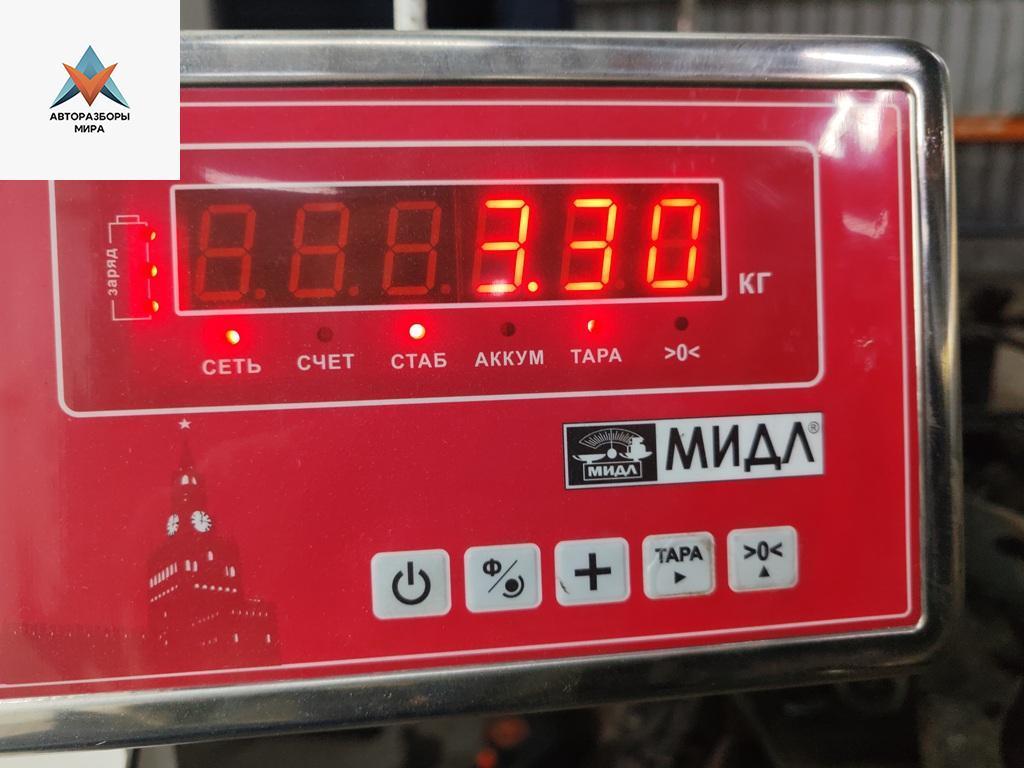 АВТОРАЗБОРЫ
МИРА
заряд
3.30
КГ
СЕТЬ СЧЕТ СТАБ АККУМ ТАРА >0<
МИДЛ
МИДЛ®
Ф
ТАРА
>0<